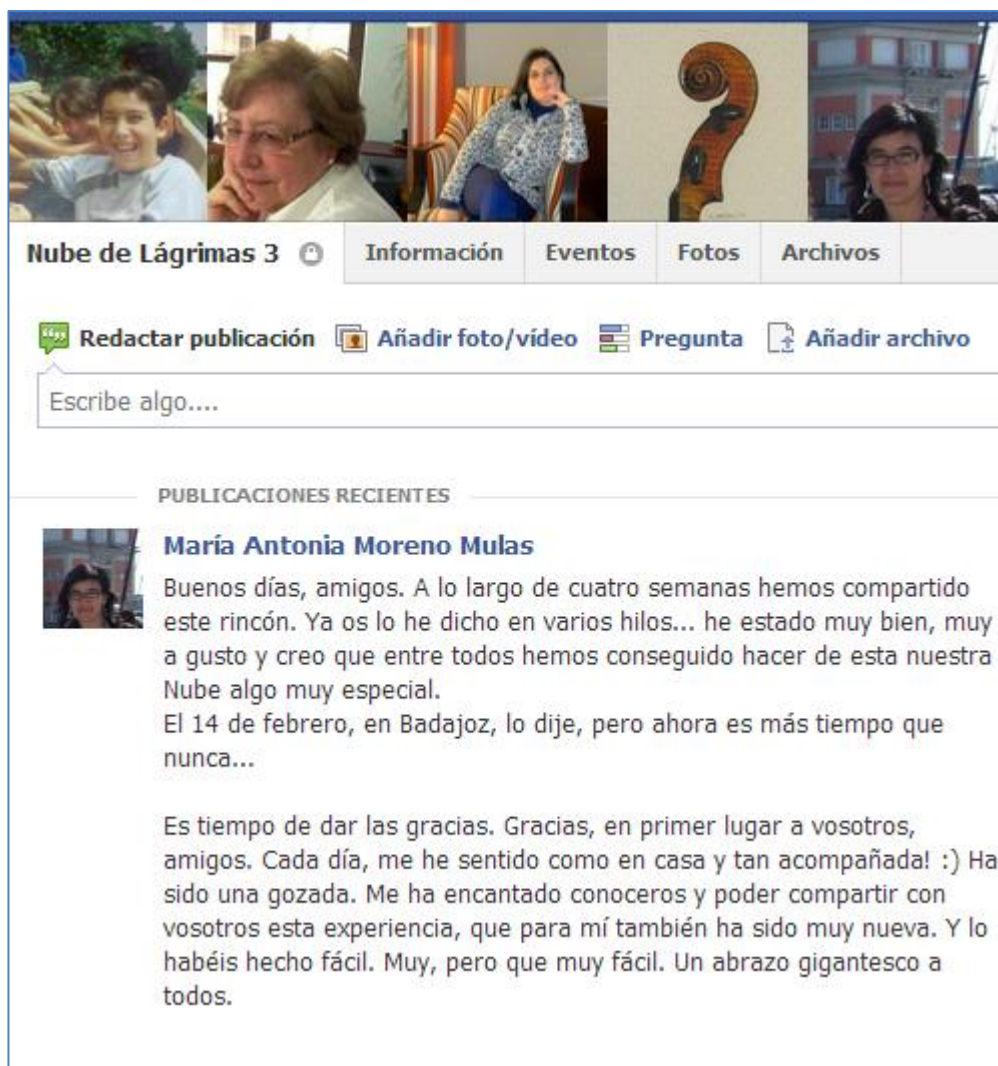 Nube de Lágrimas 3 Información Eventos Fotos Archivos
Redactar publicación Añadir foto/vídeo Pregunta Añadir archivo
Escribe algo....
PUBLICACIONES RECIENTES
María Antonia Moreno Mulas
Buenos días, amigos. A lo largo de cuatro semanas hemos compartido
este rincón. Ya os lo he dicho en varios hilos... he estado muy bien, muy
a gusto y creo que entre todos hemos conseguido hacer de esta nuestra
Nube algo muy especial.
El 14 de febrero, en Badajoz, lo dije, pero ahora es más tiempo que
nunca...
Es tiempo de dar las gracias. Gracias, en primer lugar a vosotros,
amigos. Cada día, me he sentido como en casa y tan acompañada! :) Ha
sido una gozada. Me ha encantado conoceros y poder compartir con
vosotros esta experiencia, que para mí también ha sido muy nueva. Y lo
habéis hecho fácil. Muy, pero que muy fácil. Un abrazo gigantesco a
todos.